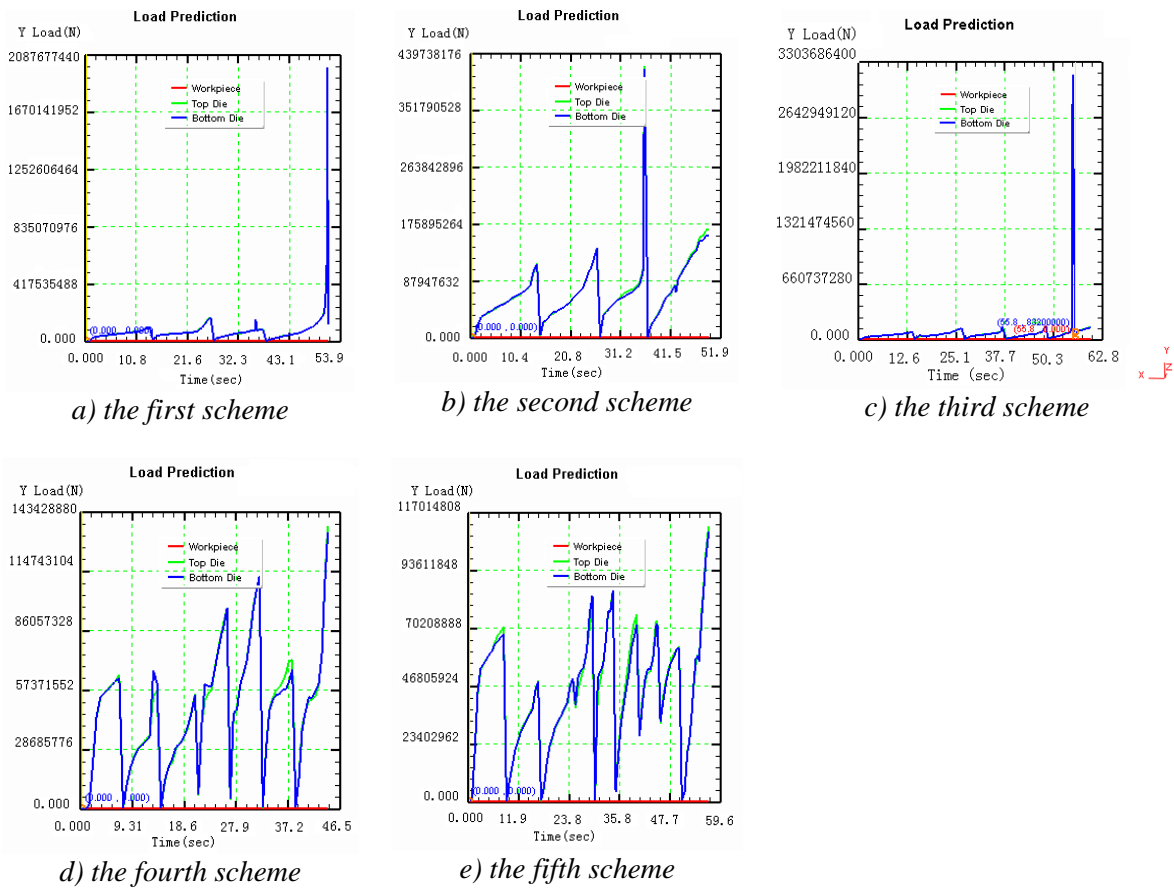 Load Prediction
Y Load(N)
2087677440
1670141952
1252606464
835070976
417535488
0.000
Workpiece
Top Die
Bottom Die
(0.000 , 0.000)
0.000 10.8 21.6 32.3 43.1 53.9
Time(sec)
a) the first scheme
Load Prediction
Y Load(N)
439738176
351790528
263842896
175895264
87947632
0.000
Workpiece
Top Die
Bottom Die
(0.000 , 0.000)
0.000 10.4 20.8 31.2 41.5 51.9
Time(sec)
b) the second scheme
Load Prediction
Y Load(N)
3303686400
2642949120
1982211840
1321474560
660737280
0.000
Workpiece
Top Die
Bottom Die
0.000 12.6 25.1 37.7 50.3 62.8
Time (sec)
Y
X Z
c) the third scheme
Load Prediction
Y Load(N)
143428880
114743104
86057328
57371552
28685776
0.000
Workpiece
Top Die
Bottom Die
(0.000 , 0.000)
0.000 9.31 18.6 27.9 37.2 46.5
Time(sec)
d) the fourth scheme
Load Prediction
Y Load(N)
117014808
93611848
70208888
46805924
23402962
0.000
Workpiece
Top Die
Bottom Die
(0.000 , 0.000)
0.000 11.9 23.8 35.8 47.7 59.6
Time(sec)
e) the fifth scheme